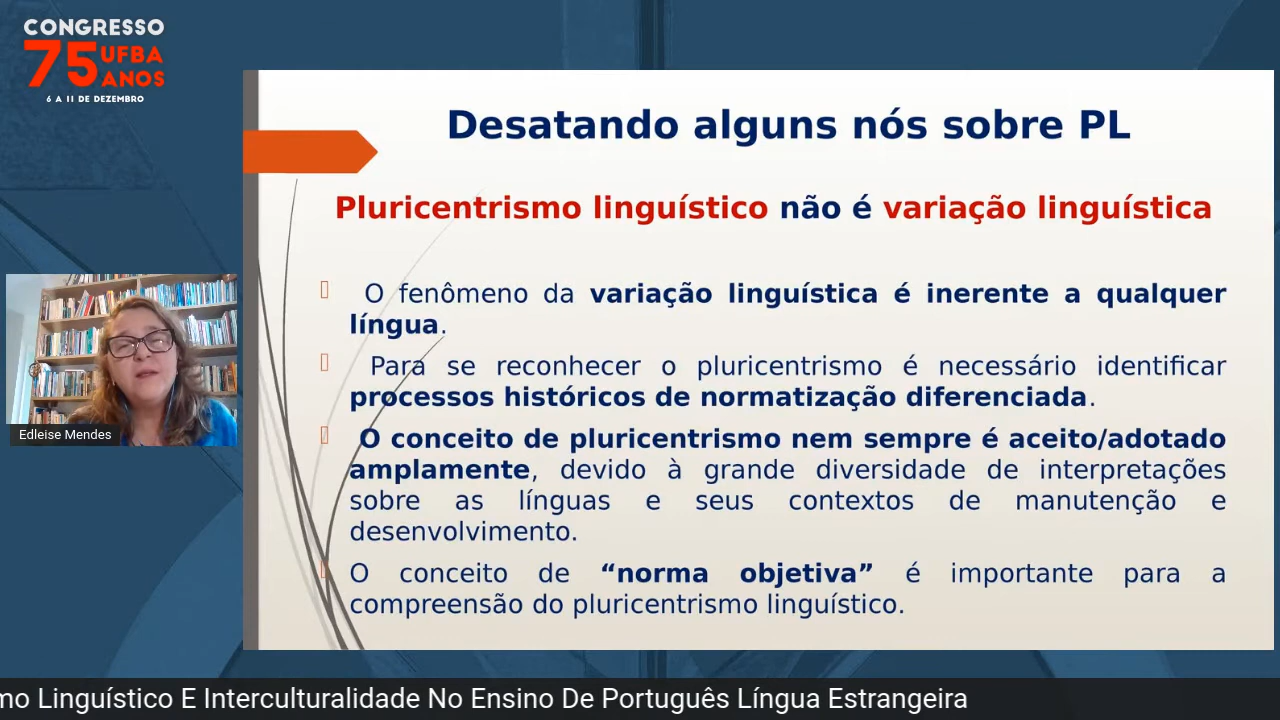 CONGRESSO
75 UFBA
ANOS
6 A 11 DE DEZEMBRO
Desatando alguns nós sobre PL
Pluricentrismo linguístico não é variação linguística
O fenômeno da variação linguística é inerente a qualquer
língua.
Para se reconhecer o pluricentrismo é necessário identificar
processos históricos de normatização diferenciada.
O conceito de pluricentrismo nem sempre é aceito/adotado
amplamente, devido à grande diversidade de interpretações
sobre as línguas e seus contextos de manutenção e
desenvolvimento.
O conceito de “norma objetiva” é importante para a
compreensão do pluricentrismo linguístico.
Edleise Mendes
mo Linguístico E Interculturalidade No Ensino De Português Língua Estrangeira